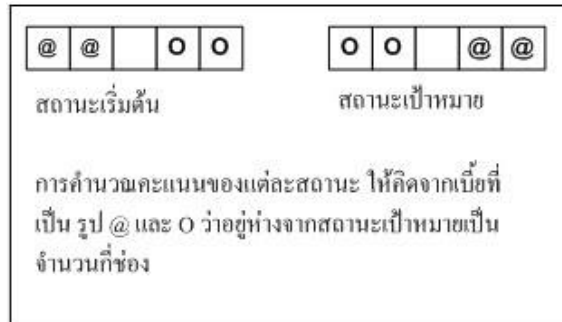 @ @ O O O O @ @
สถานะเริ่มต้น สถานะเป้าหมาย
การคำนวณคะแนนของแต่ละสถานะ ให้คิดจากเบี้ยที่
เป็น รูป @ และ O ว่าอยู่ห่างจากสถานะเป้าหมายเป็น
จำนวนกี่ช่อง